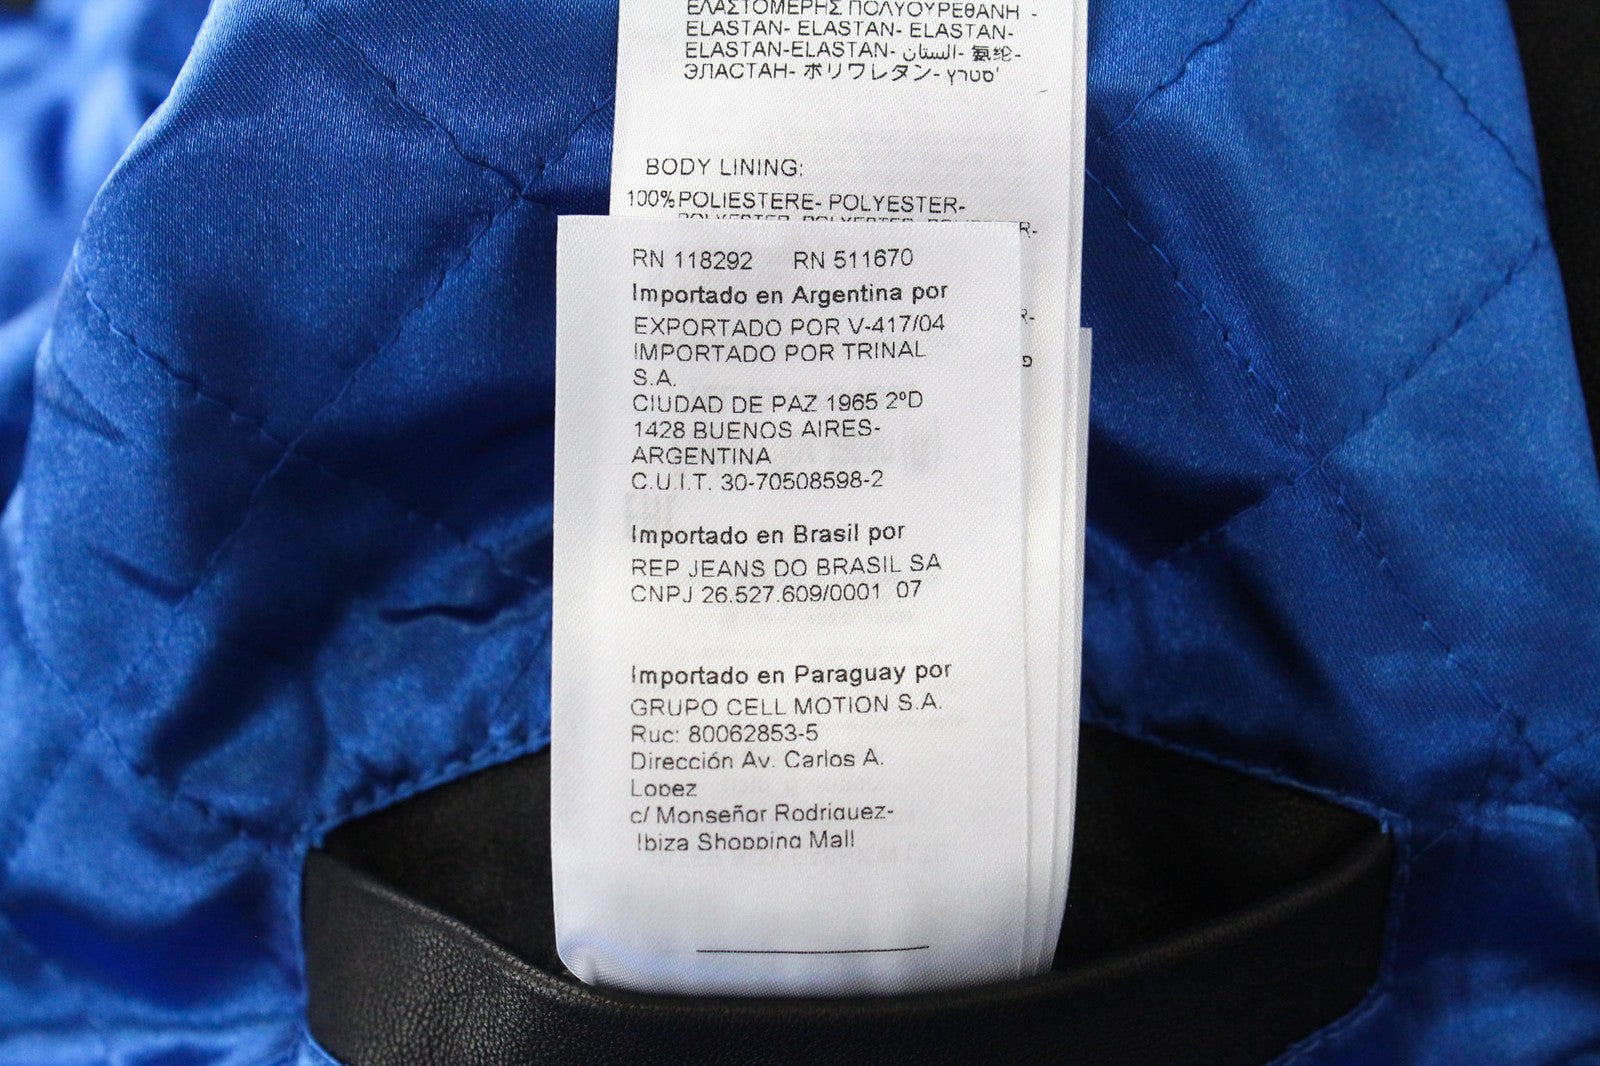 ΕΛΑΣΤΟΜΕΡΗΣ ΠΟΛΥΟΥΡΕΘΑΝΗ -
ELASTAN- ELASTAN- ELASTAN-
ELASTAN-ELASTAN- الستان- 氨纶-
ЭЛАСТАН- ポリウレタン- סטרץ'
BODY LINING:
100%POLIESTERE- POLYESTER-
RN 118292 RN 511670
Importado en Argentina por
EXPORTADO POR V-417/04
IMPORTADO POR TRINAL
S.A.
CIUDAD DE PAZ 1965 2ºD
1428 BUENOS AIRES-
ARGENTINA
C.U.I.T. 30-70508598-2
Importado en Brasil por
REP JEANS DO BRASIL SA
CNPJ 26.527.609/0001 07
Importado en Paraguay por
GRUPO CELL MOTION S.A.
Ruc: 80062853-5
Dirección Av. Carlos A.
Lopez
c/ Monseñor Rodriguez-
Ibiza Shopping Mall